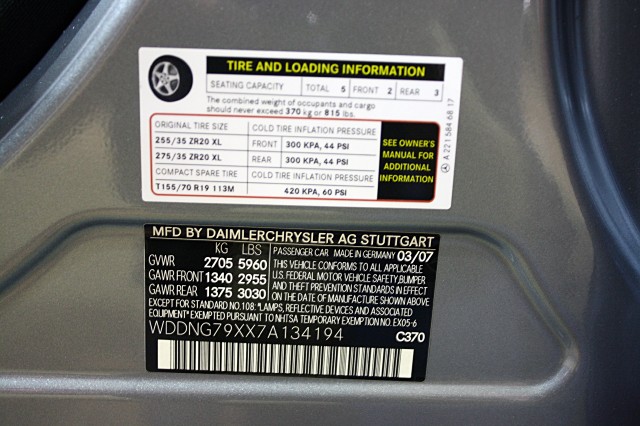 TIRE AND LOADING INFORMATION
SEATING CAPACITY TOTAL 5 FRONT 2 REAR 3
The combined weight of occupants and cargo
should never exceed 370 kg or 815 lbs.
ORIGINAL TIRE SIZE COLD TIRE INFLATION PRESSURE
255/35 ZR20 XL FRONT 300 KPA, 44 PSI
275/35 ZR20 XL REAR 300 KPA, 44 PSI
COMPACT SPARE TIRE COLD TIRE INFLATION PRESSURE
T155/70 R19 113M 420 KPA, 60 PSI
SEE OWNER'S
MANUAL FOR
ADDITIONAL
INFORMATION
A 221 584 68 17
MFD BY DAIMLERCHRYSLER AG STUTTGART
KG LBS PASSENGER CAR MADE IN GERMANY 03/07
GVWR 2705 5960 THIS VEHICLE CONFORMS TO ALL APPLICABLE
GAWR FRONT 1340 2955 U.S. FEDERAL MOTOR VEHICLE SAFETY,BUMPER
GAWR REAR 1375 3030 AND THEFT PREVENTION STANDARDS IN EFFECT
ON THE DATE OF MANUFACTURE SHOWN ABOVE
EXCEPT FOR STANDARD NO.108: "LAMPS, REFLECTIVE DEVICES AND ASSOCIATED
EQUIPMENT" EXEMPTED PURSUANT TO NHTSA TEMPORARY EXEMPTION NO. EX05-6
WDDNG79XX7A134194 C370